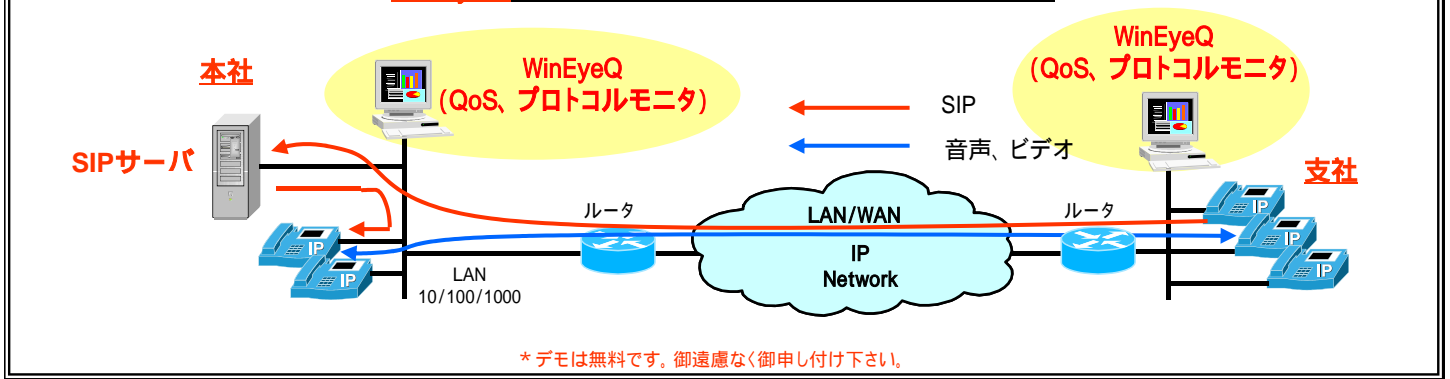 本社
WinEyeQ
(QoS、プロトコルモニタ)
WinEyeQ
(QoS、プロトコルモニタ)
SIP
音声、ビデオ
SIPサーバ
支社
ルータ
LAN/WAN
IP
Network
ルータ
IP
IP
LAN
10/100/1000
IP
IP
IP
*デモは無料です。御遠慮なく御申し付け下さい。